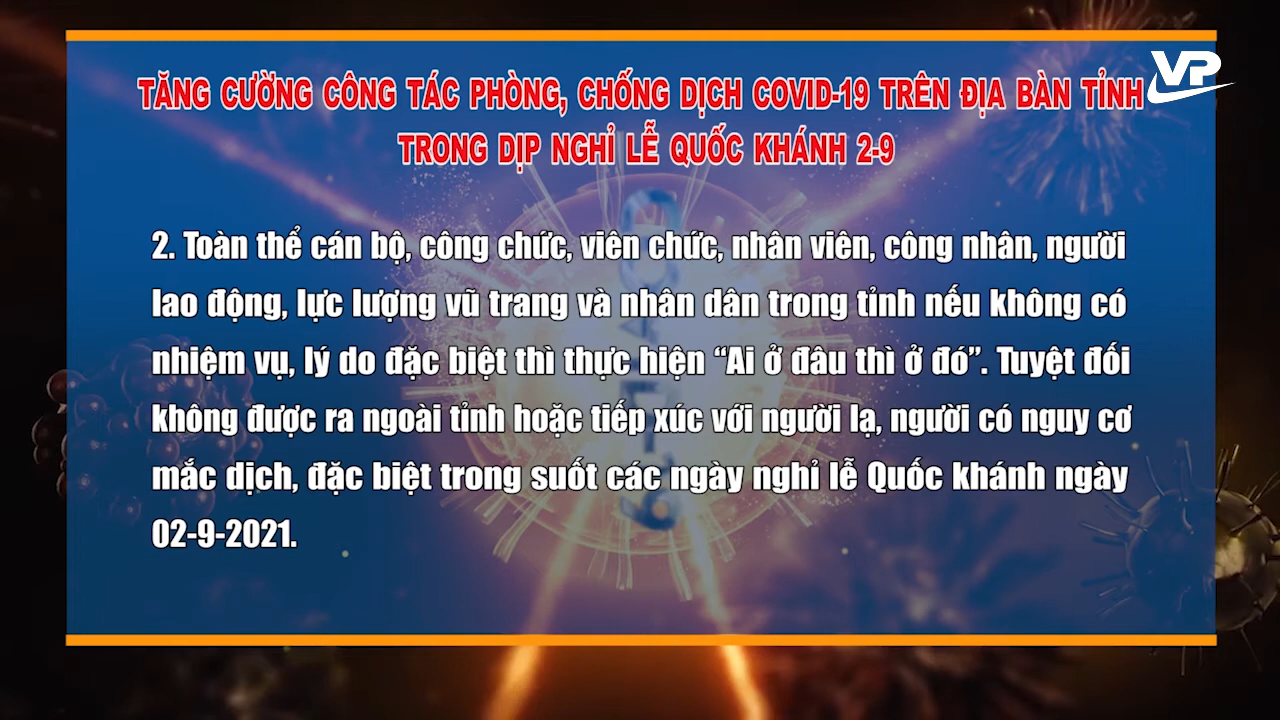 VP
TĂNG CƯỜNG CÔNG TÁC PHÒNG, CHỐNG DỊCH COVID-19 TRÊN ĐỊA BÀN TỈNH
TRONG DỊP NGHỈ LỄ QUỐC KHÁNH 2-9
2. Toàn thể cán bộ, công chức, viên chức, nhân viên, công nhân, người
lao động, lực lượng vũ trang và nhân dân trong tỉnh nếu không có
nhiệm vụ, lý do đặc biệt thì thực hiện “Ai ở đâu thì ở đó”. Tuyệt đối
không được ra ngoài tỉnh hoặc tiếp xúc với người lạ, người có nguy cơ
mắc dịch, đặc biệt trong suốt các ngày nghỉ lễ Quốc khánh ngày
02-9-2021.
COVID-19